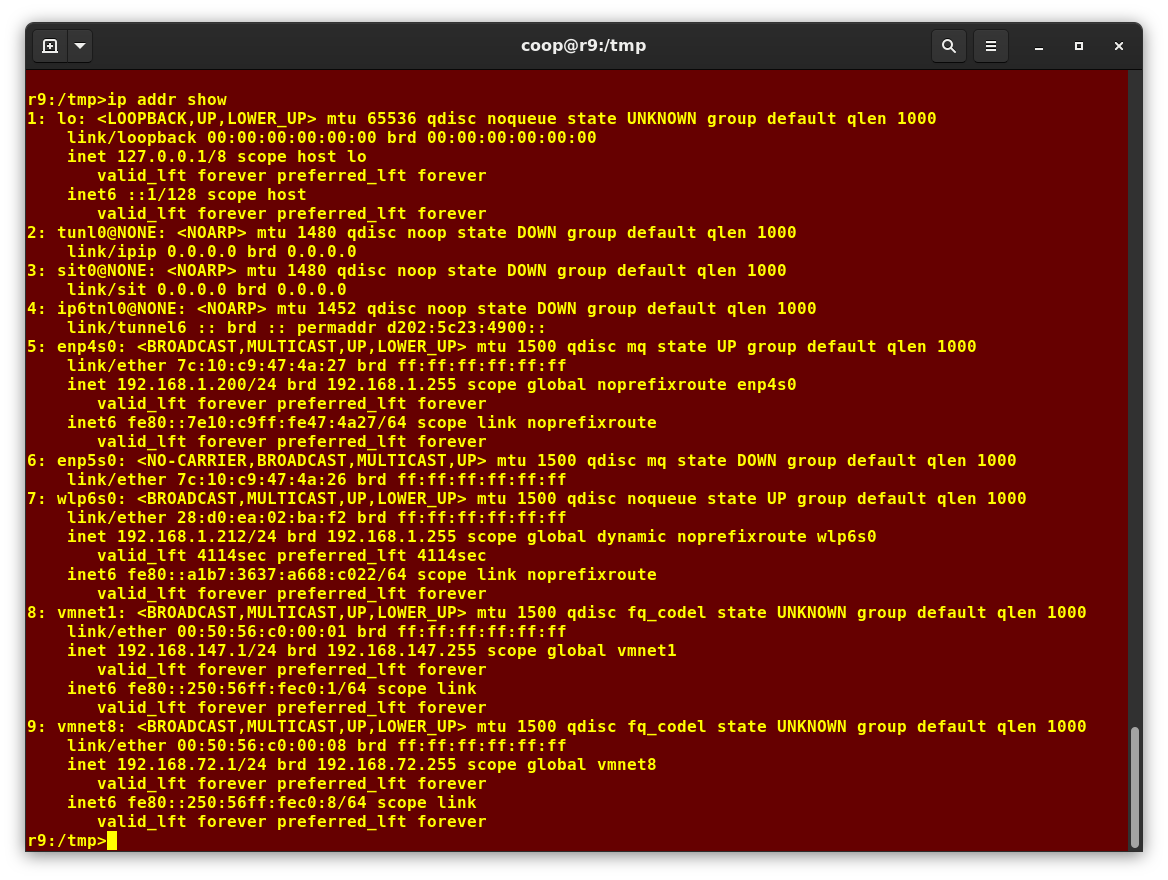 coop@r9:/tmp
r9:/tmp>ip addr show
1: lo: <LOOPBACK,UP,LOWER_UP> mtu 65536 qdisc noqueue state UNKNOWN group default qlen 1000
    link/loopback 00:00:00:00:00:00 brd 00:00:00:00:00:00
    inet 127.0.0.1/8 scope host lo
       valid_lft forever preferred_lft forever
    inet6 ::1/128 scope host
       valid_lft forever preferred_lft forever
2: tunl0@NONE: <NOARP> mtu 1480 qdisc noop state DOWN group default qlen 1000
    link/ipip 0.0.0.0 brd 0.0.0.0
3: sit0@NONE: <NOARP> mtu 1480 qdisc noop state DOWN group default qlen 1000
    link/sit 0.0.0.0 brd 0.0.0.0
4: ip6tnl0@NONE: <NOARP> mtu 1452 qdisc noop state DOWN group default qlen 1000
    link/tunnel6 :: brd :: permaddr d202:5c23:4900::
5: enp4s0: <BROADCAST,MULTICAST,UP,LOWER_UP> mtu 1500 qdisc mq state UP group default qlen 1000
    link/ether 7c:10:c9:47:4a:27 brd ff:ff:ff:ff:ff:ff
    inet 192.168.1.200/24 brd 192.168.1.255 scope global noprefixroute enp4s0
       valid_lft forever preferred_lft forever
    inet6 fe80::7e10:c9ff:fe47:4a27/64 scope link noprefixroute
       valid_lft forever preferred_lft forever
6: enp5s0: <NO-CARRIER,BROADCAST,MULTICAST,UP> mtu 1500 qdisc mq state DOWN group default qlen 1000
    link/ether 7c:10:c9:47:4a:26 brd ff:ff:ff:ff:ff:ff
7: wlp6s0: <BROADCAST,MULTICAST,UP,LOWER_UP> mtu 1500 qdisc noqueue state UP group default qlen 1000
    link/ether 28:d0:ea:02:ba:f2 brd ff:ff:ff:ff:ff:ff
    inet 192.168.1.212/24 brd 192.168.1.255 scope global dynamic noprefixroute wlp6s0
       valid_lft 4114sec preferred_lft 4114sec
    inet6 fe80::a1b7:3637:a668:c022/64 scope link noprefixroute
       valid_lft forever preferred_lft forever
8: vmnet1: <BROADCAST,MULTICAST,UP,LOWER_UP> mtu 1500 qdisc fq_codel state UNKNOWN group default qlen 1000
    link/ether 00:50:56:c0:00:01 brd ff:ff:ff:ff:ff:ff
    inet 192.168.147.1/24 brd 192.168.147.255 scope global vmnet1
       valid_lft forever preferred_lft forever
    inet6 fe80::250:56ff:fec0:1/64 scope link
       valid_lft forever preferred_lft forever
9: vmnet8: <BROADCAST,MULTICAST,UP,LOWER_UP> mtu 1500 qdisc fq_codel state UNKNOWN group default qlen 1000
    link/ether 00:50:56:c0:00:08 brd ff:ff:ff:ff:ff:ff
    inet 192.168.72.1/24 brd 192.168.72.255 scope global vmnet8
       valid_lft forever preferred_lft forever
    inet6 fe80::250:56ff:fec0:8/64 scope link
       valid_lft forever preferred_lft forever
r9:/tmp>